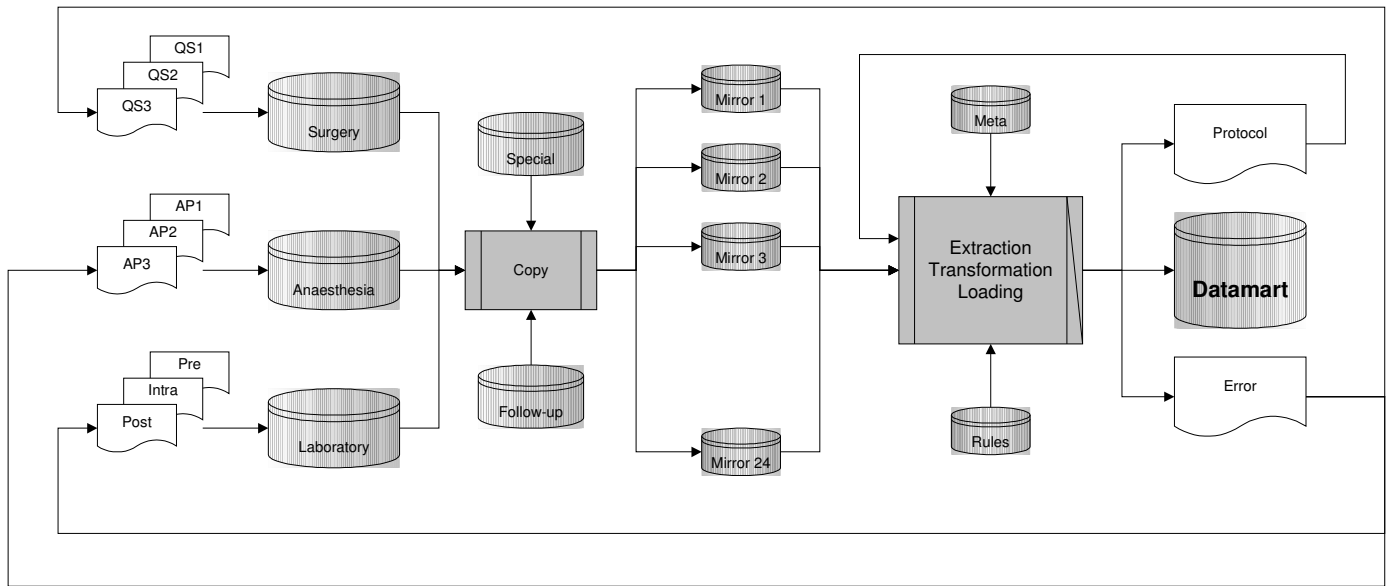 QS1
QS2
QS3
Surgery
AP1
AP2
AP3
Anaesthesia
Pre
Intra
Post
Laboratory
Special
Copy
Follow-up
Mirror 1
Mirror 2
Mirror 3
Mirror 24
Meta
Extraction
Transformation
Loading
Rules
Protocol
Datamart
Error